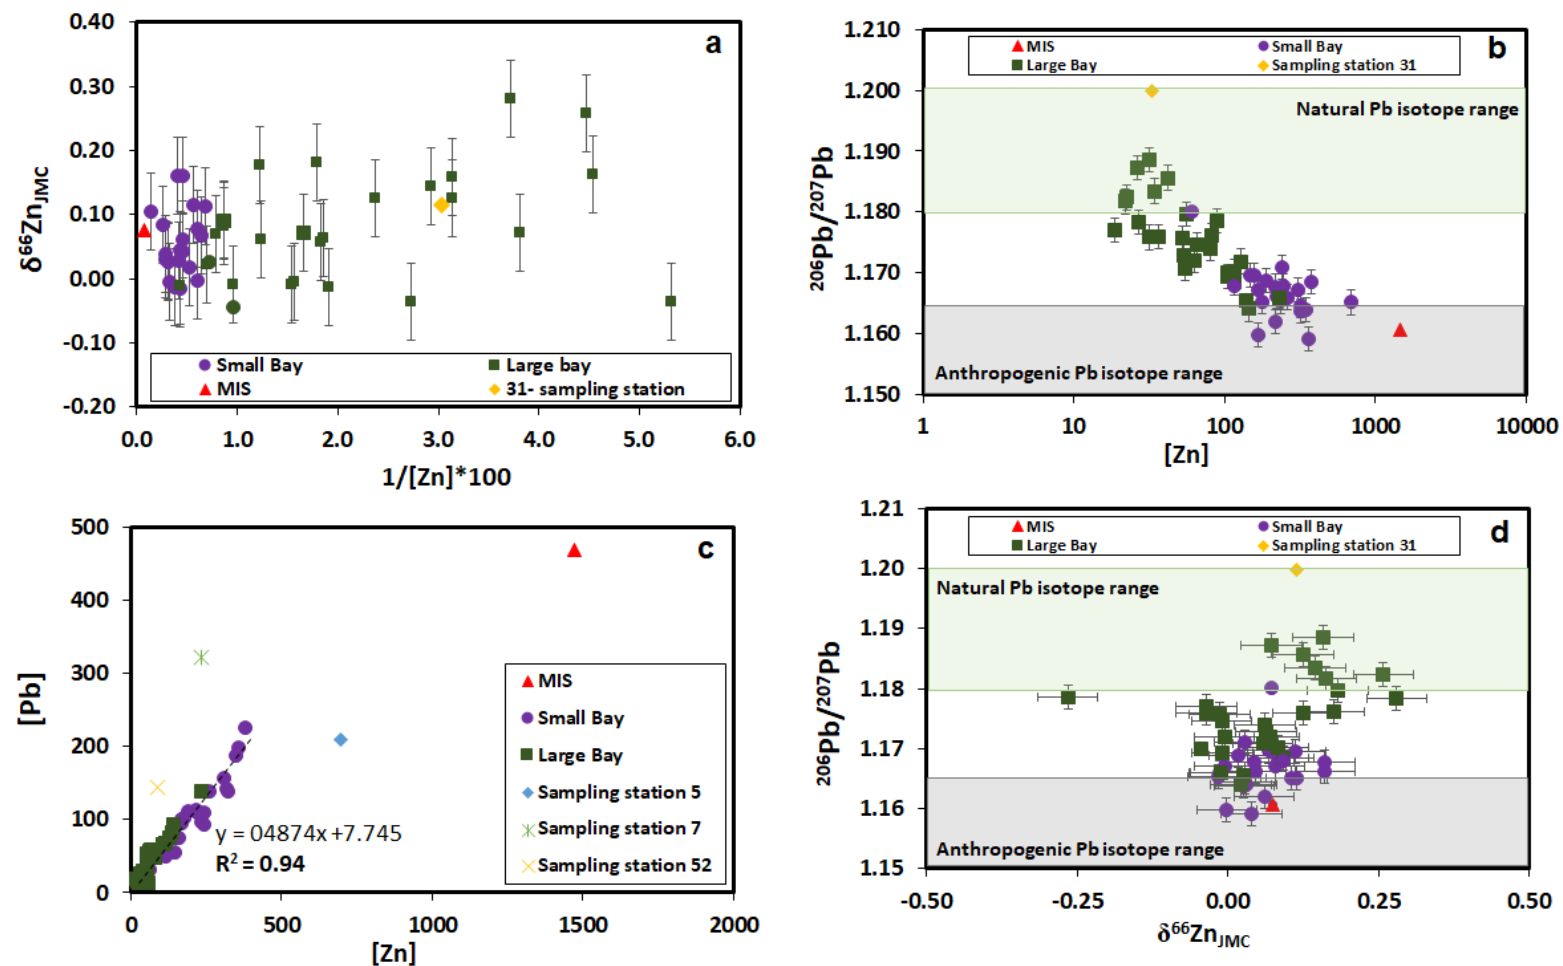 a
0.40
0.30
0.20
0.10
0.00
-0.10
-0.20
δ66ZnJMC
Small Bay
Large bay
MIS
31- sampling station
0.0 1.0 2.0 3.0 4.0 5.0 6.0
1/[Zn]*100
b
1.210
1.200
1.190
1.180
1.170
1.160
1.150
206Pb/207Pb
MIS
Small Bay
Large Bay
Sampling station 31
Natural Pb isotope range
Anthropogenic Pb isotope range
1 10 100 1000 10000
[Zn]
c
500
400
300
200
100
0
[Pb]
MIS
Small Bay
Large Bay
Sampling station 5
Sampling station 7
Sampling station 52
y = 04874x +7.745
R2 = 0.94
0 500 1000 1500 2000
[Zn]
d
1.21
1.20
1.19
1.18
1.17
1.16
1.15
206Pb/207Pb
MIS
Small Bay
Large Bay
Sampling station 31
Natural Pb isotope range
Anthropogenic Pb isotope range
-0.50 -0.25 0.00 0.25 0.50
δ66ZnJMC